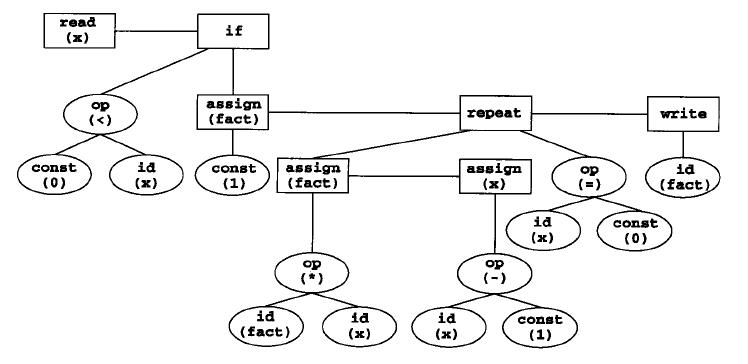 read
(x)
if
op
(<)
assign
(fact)
repeat
write
const
(0)
id
(x)
const
(1)
assign
(fact)
assign
(x)
op
(=)
id
(fact)
id
(x)
const
(0)
op
(*)
op
(-)
id
(fact)
id
(x)
id
(x)
const
(1)